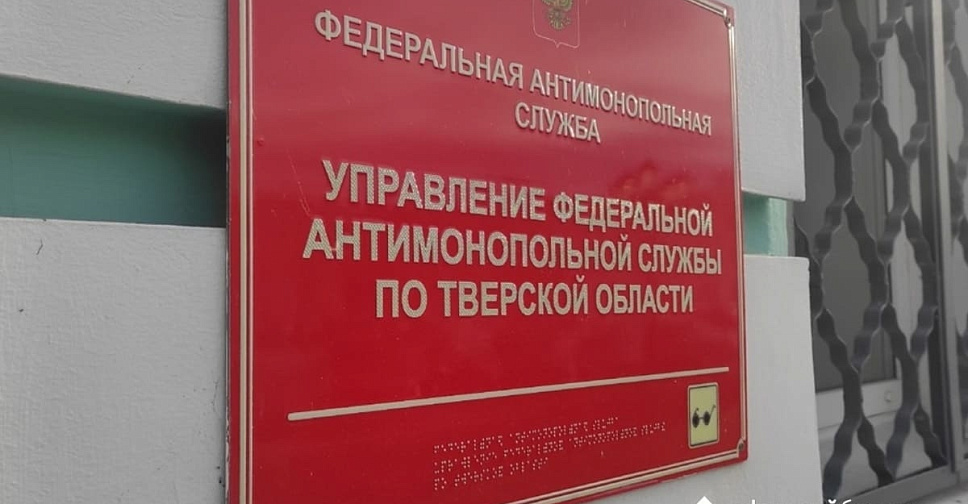 ФЕДЕРАЛЬНАЯ АНТИМОНОПОЛЬНАЯ
СЛУЖБА
УПРАВЛЕНИЕ ФЕДЕРАЛЬНОЙ
АНТИМОНОПОЛЬНОЙ СЛУЖБЫ
ПО ТВЕРСКОЙ ОБЛАСТИ